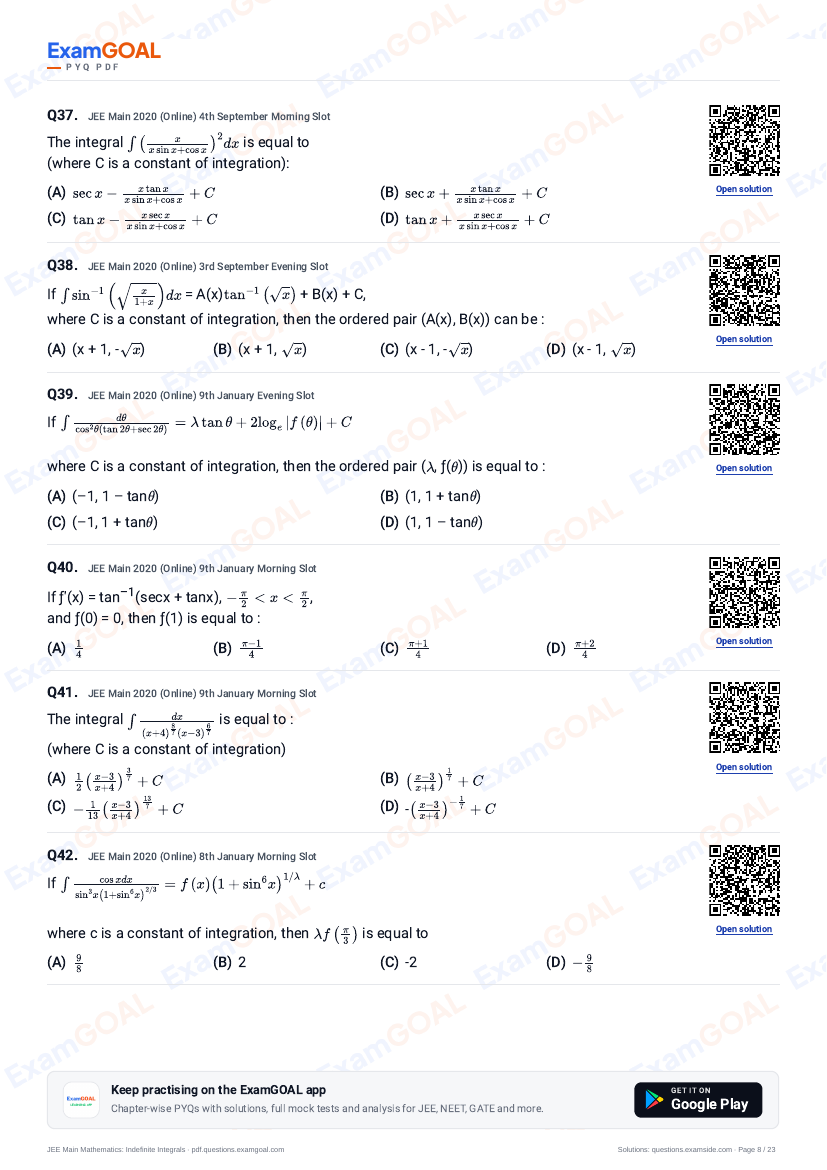 ExamGOAL
PYQ PDF
Q37. JEE Main 2020 (Online) 4th September Morning Slot
The integral ∫ (x / (x sin x + cos x))² dx is equal to
(where C is a constant of integration):
Open solution
(A) sec x − (x tan x)/(x sin x + cos x) + C (B) sec x + (x tan x)/(x sin x + cos x) + C
(C) tan x − (x sec x)/(x sin x + cos x) + C (D) tan x + (x sec x)/(x sin x + cos x) + C
Q38. JEE Main 2020 (Online) 3rd September Evening Slot
If ∫ sin⁻¹ (√(x/(1+x))) dx = A(x)tan⁻¹ (√x) + B(x) + C,
where C is a constant of integration, then the ordered pair (A(x), B(x)) can be :
Open solution
(A) (x + 1, -√x) (B) (x + 1, √x) (C) (x - 1, -√x) (D) (x - 1, √x)
Q39. JEE Main 2020 (Online) 9th January Evening Slot
If ∫ dθ / (cos²θ(tan 2θ+sec 2θ)) = λ tan θ + 2logₑ |f (θ)| + C
where C is a constant of integration, then the ordered pair (λ, ƒ(θ)) is equal to :
Open solution
(A) (−1, 1 − tanθ) (B) (1, 1 + tanθ)
(C) (−1, 1 + tanθ) (D) (1, 1 − tanθ)
Q40. JEE Main 2020 (Online) 9th January Morning Slot
If ƒ'(x) = tan⁻¹(secx + tanx), −π/2 < x < π/2,
and ƒ(0) = 0, then ƒ(1) is equal to :
Open solution
(A) 1/4 (B) (π−1)/4 (C) (π+1)/4 (D) (π+2)/4
Q41. JEE Main 2020 (Online) 9th January Morning Slot
The integral ∫ dx / ((x+4)^(8/7) (x−3)^(6/7)) is equal to :
(where C is a constant of integration)
Open solution
(A) 1/2 ((x−3)/(x+4))^(3/7) + C (B) ((x−3)/(x+4))^(1/7) + C
(C) −1/13 ((x−3)/(x+4))^(13/7) + C (D) -((x−3)/(x+4))^(−1/7) + C
Q42. JEE Main 2020 (Online) 8th January Morning Slot
If ∫ cos xdx / (sin³x(1+sin⁶x)^(2/3)) = f (x)(1 + sin⁶x)^(1/λ) + c
where c is a constant of integration, then λf (π/3) is equal to
Open solution
(A) 9/8 (B) 2 (C) -2 (D) −9/8
Keep practising on the ExamGOAL app
Chapter-wise PYQs with solutions, full mock tests and analysis for JEE, NEET, GATE and more.
GET IT ON
Google Play
JEE Main Mathematics: Indefinite Integrals · pdf.questions.examgoal.com Solutions: questions.examside.com · Page 8 / 23